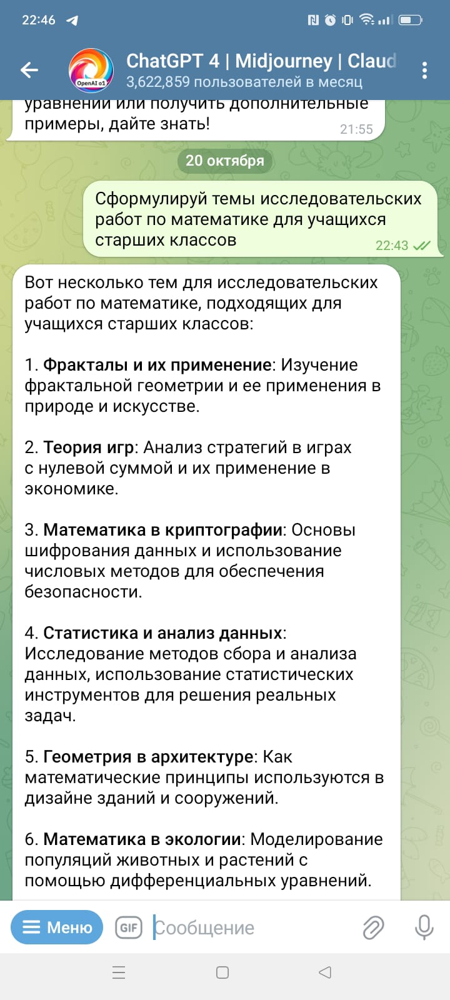 22:46
ChatGPT 4 | Midjourney | Claud
OpenAI o1
3,622,859 пользователей в месяц
уравнений или получить дополнительные
примеры, дайте знать!
21:55
20 октября
Сформулируй темы исследовательских
работ по математике для учащихся
старших классов
22:43
Вот несколько тем для исследовательских
работ по математике, подходящих для
учащихся старших классов:
1. Фракталы и их применение: Изучение
фрактальной геометрии и ее применения в
природе и искусстве.
2. Теория игр: Анализ стратегий в играх
с нулевой суммой и их применение в
экономике.
3. Математика в криптографии: Основы
шифрования данных и использование
числовых методов для обеспечения
безопасности.
4. Статистика и анализ данных:
Исследование методов сбора и анализа
данных, использование статистических
инструментов для решения реальных
задач.
5. Геометрия в архитектуре: Как
математические принципы используются в
дизайне зданий и сооружений.
6. Математика в экологии: Моделирование
популяций животных и растений с
помощью дифференциальных уравнений.
Меню
GIF
Сообщение